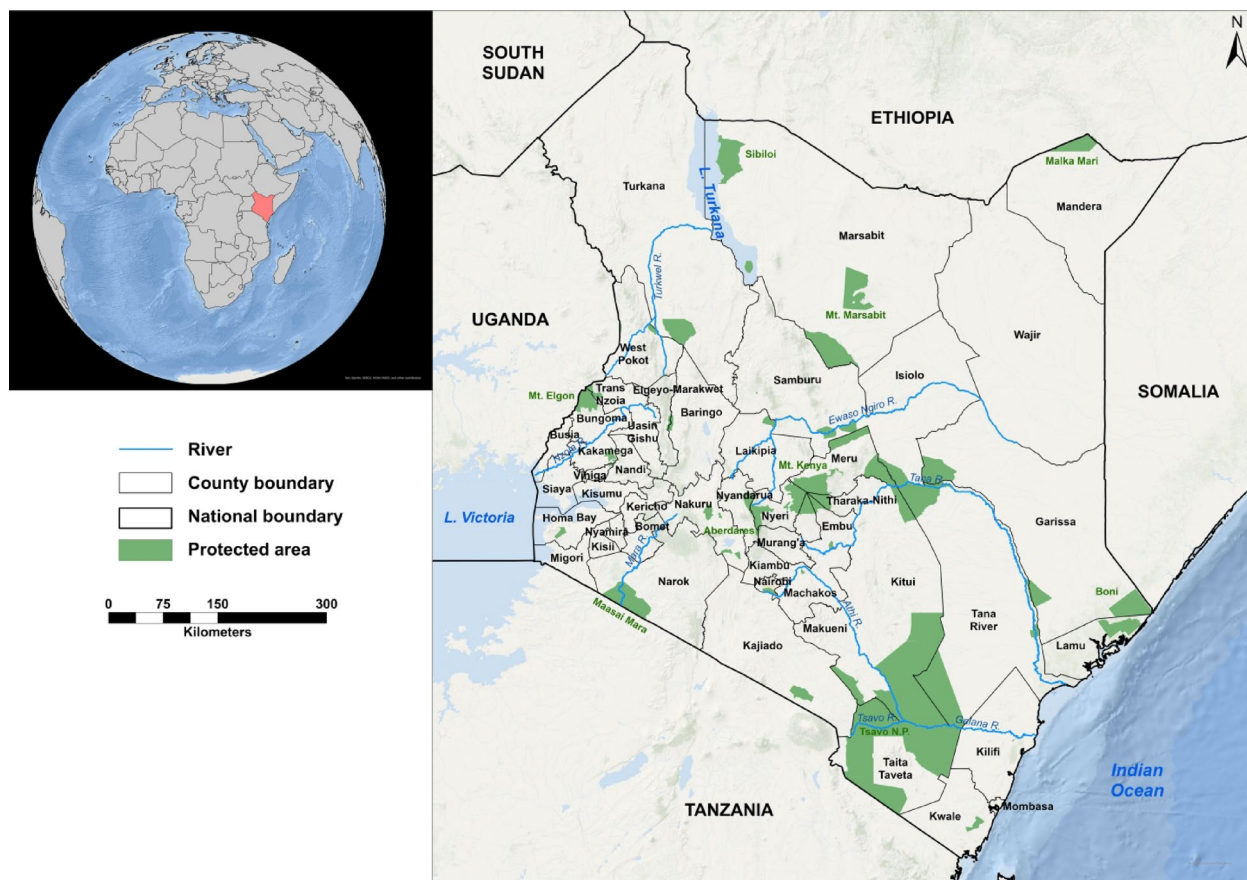 N
SOUTH
SUDAN
ETHIOPIA
Sibiloi
Malka Mari
L. Turkana
Turkana
Mandera
Marsabit
Turkwel R.
Mt. Marsabit
UGANDA
Wajir
West
Pokot
Samburu
Isiolo
SOMALIA
Mt. Elgon
Trans
Nzoia
Elgeyo-Marakwet
Baringo
Ewaso Ngiro R.
Bungoma
Uasin
Gishu
Busia
Nzoia R.
Kakamega
Laikipia
Mt. Kenya
Meru
Vihiga
Nandi
Tana R.
Siaya
Kisumu
Nyandarua
Tharaka-Nithi
L. Victoria
Kericho
Nakuru
Nyeri
Garissa
Homa Bay
Nyamira
Bomet
Aberdares
Embu
Kisii
Mara R.
Murang'a
Migori
Kiambu
Narok
Nairobi
Kitui
Machakos
Boni
Maasai Mara
Athi R.
Tana
River
Makueni
Kajiado
Lamu
Tsavo R.
Galana R.
Tsavo N.P.
Kilifi
Taita
Taveta
Indian
Ocean
Mombasa
TANZANIA
Kwale
River
County boundary
National boundary
Protected area
0 75 150 300
Kilometers